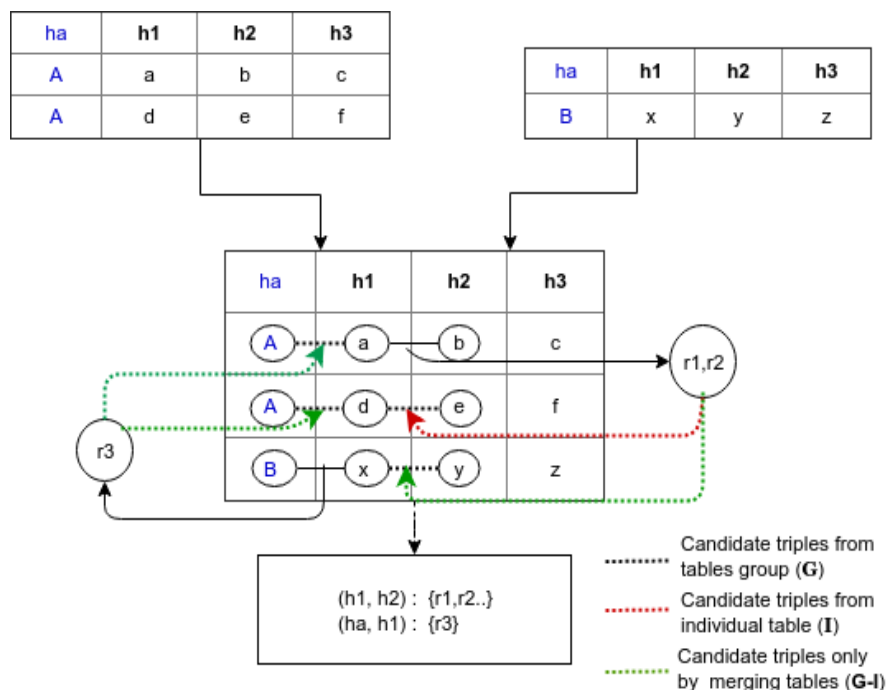 ha h1 h2 h3
A a b c
A d e f
ha h1 h2 h3
B x y z
ha h1 h2 h3
A a b c
r1,r2
A d e f
r3
B x y z
(h1, h2) : {r1,r2..}
(ha, h1) : {r3}
Candidate triples from
tables group (G)
Candidate triples from
individual table (I)
Candidate triples only
by merging tables (G-I)